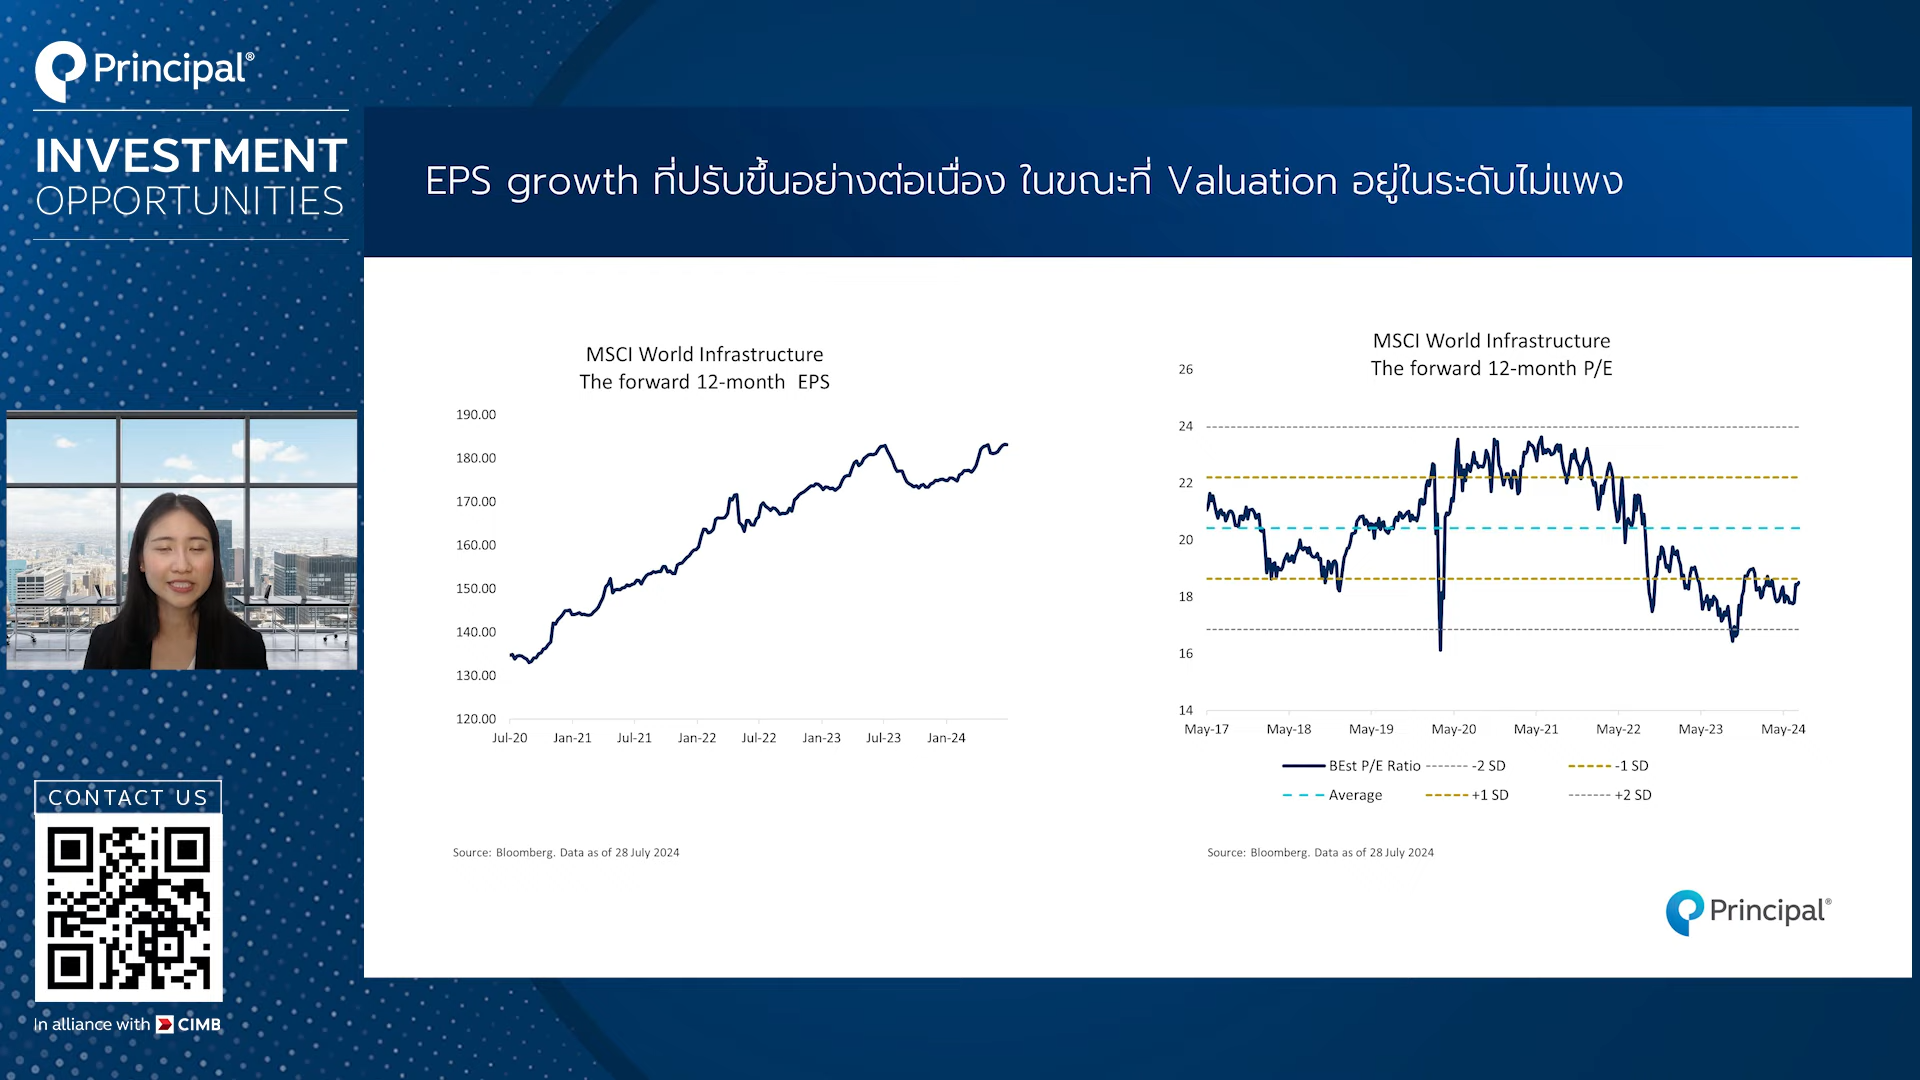 Principal®
INVESTMENT
OPPORTUNITIES
EPS growth ที่ปรับขึ้นอย่างต่อเนื่อง ในขณะที่ Valuation อยู่ในระดับไม่แพง
MSCI World Infrastructure
The forward 12-month EPS
190.00
180.00
170.00
160.00
150.00
140.00
130.00
120.00
Jul-20 Jan-21 Jul-21 Jan-22 Jul-22 Jan-23 Jul-23 Jan-24
Source: Bloomberg. Data as of 28 July 2024
MSCI World Infrastructure
The forward 12-month P/E
26
24
22
20
18
16
14
May-17 May-18 May-19 May-20 May-21 May-22 May-23 May-24
BEst P/E Ratio -2 SD -1 SD
Average +1 SD +2 SD
Source: Bloomberg. Data as of 28 July 2024
Principal®
CONTACT US
In alliance with CIMB